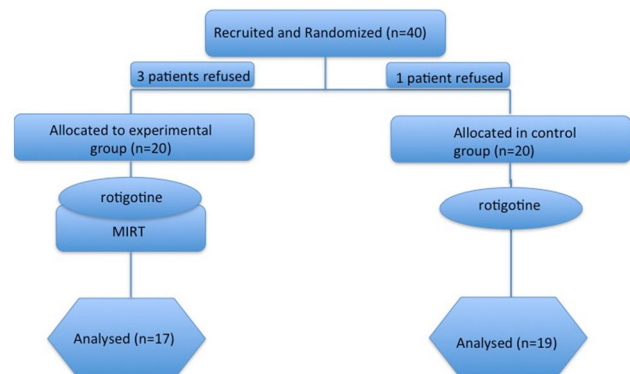 Recruited and Randomized (n=40)
3 patients refused
1 patient refused
Allocated to experimental
group (n=20)
Allocated in control
group (n=20)
rotigotine
MIRT
rotigotine
Analysed (n=17)
Analysed (n=19)